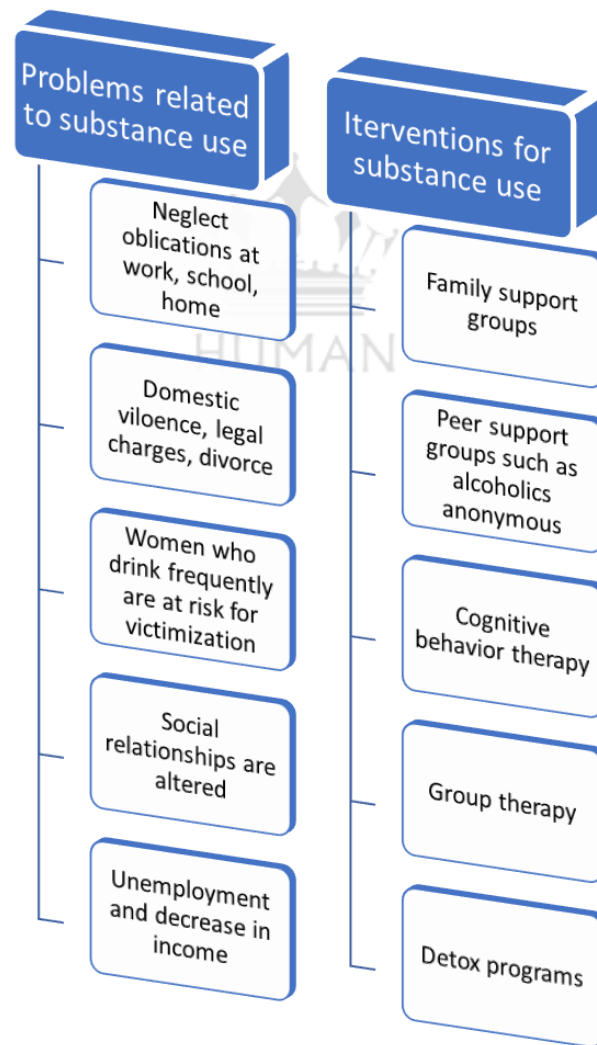 Problems related
to substance use
Neglect
oblications at
work, school,
home
Domestic
viloence, legal
charges, divorce
Women who
drink frequently
are at risk for
victimization
Social
relationships are
altered
Unemployment
and decrease in
income
Iterventions for
substance use
Family support
groups
Peer support
groups such as
alcoholics
anonymous
Cognitive
behavior therapy
Group therapy
Detox programs
HUMAN